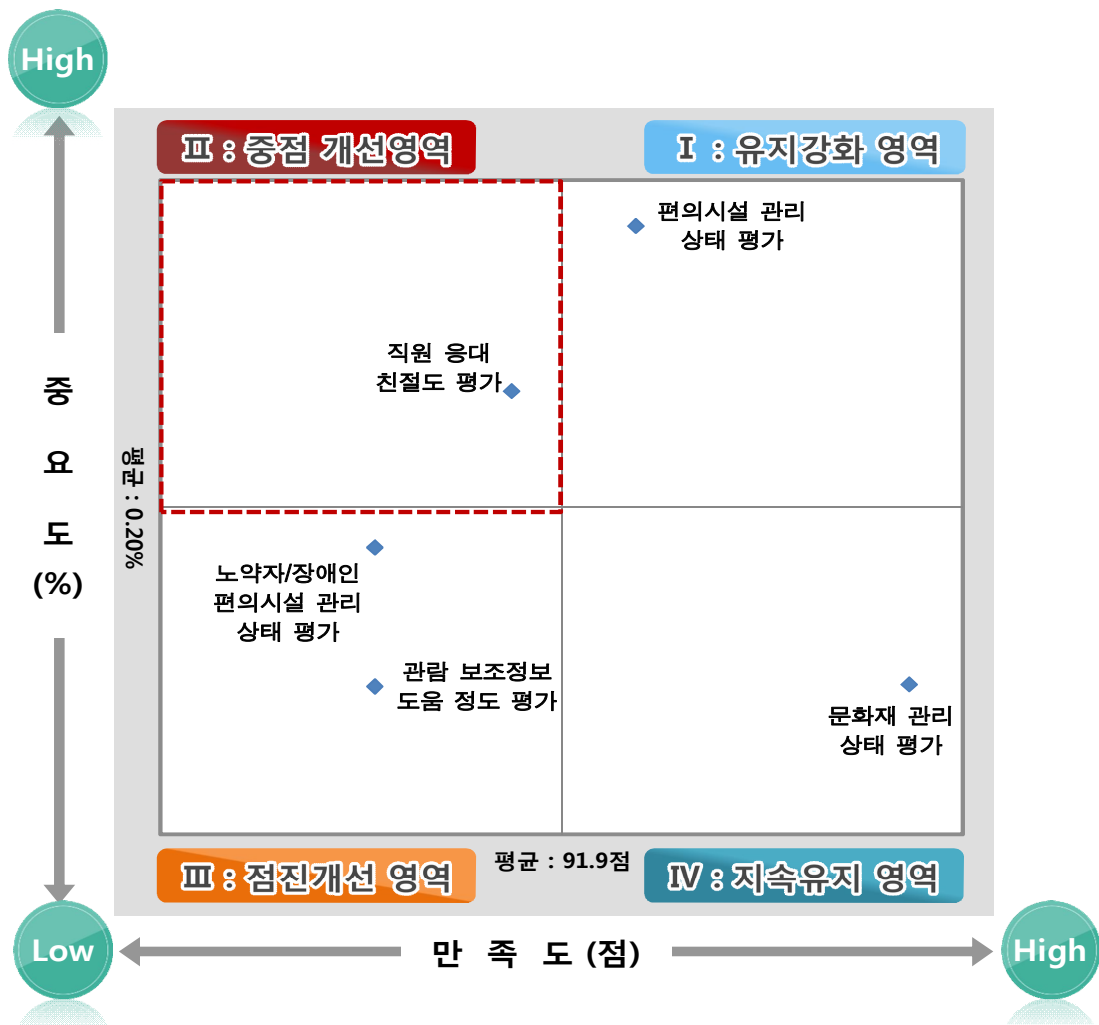 High
Ⅱ : 중점 개선영역
Ⅰ : 유지강화 영역
편의시설 관리
상태 평가
직원 응대
친절도 평가
중
요
도
(%)
평균 : 0.20%
노약자/장애인
편의시설 관리
상태 평가
관람 보조정보
도움 정도 평가
문화재 관리
상태 평가
Ⅲ : 점진개선 영역
평균 : 91.9점
Ⅳ : 지속유지 영역
Low
만 족 도 (점)
High